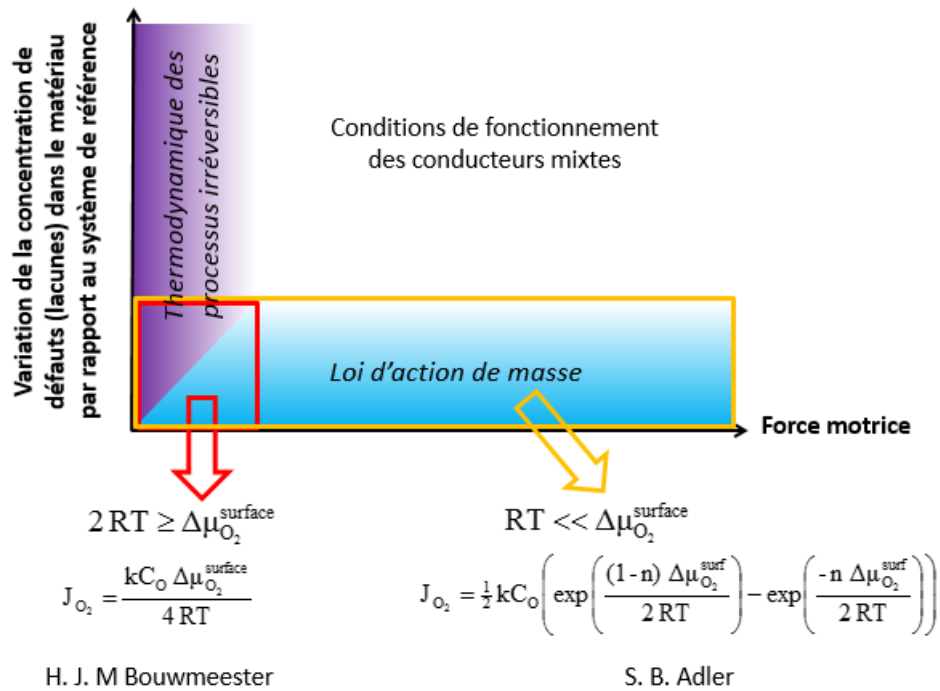 Variation de la concentration de
défauts (lacunes) dans le matériau
par rapport au système de référence
Thermodynamique des
processus irréversibles
Conditions de fonctionnement
des conducteurs mixtes
Loi d'action de masse
Force motrice
2 RT ≥ Δμ_{O₂}^{surface}
J_{O₂} = kC_O Δμ_{O₂}^{surface} / 4 RT
H. J. M Bouwmeester
RT << Δμ_{O₂}^{surface}
J_{O₂} = ½ kC_O ( exp( (1-n) Δμ_{O₂}^{surf} / 2 RT ) − exp( -n Δμ_{O₂}^{surf} / 2 RT ) )
S. B. Adler